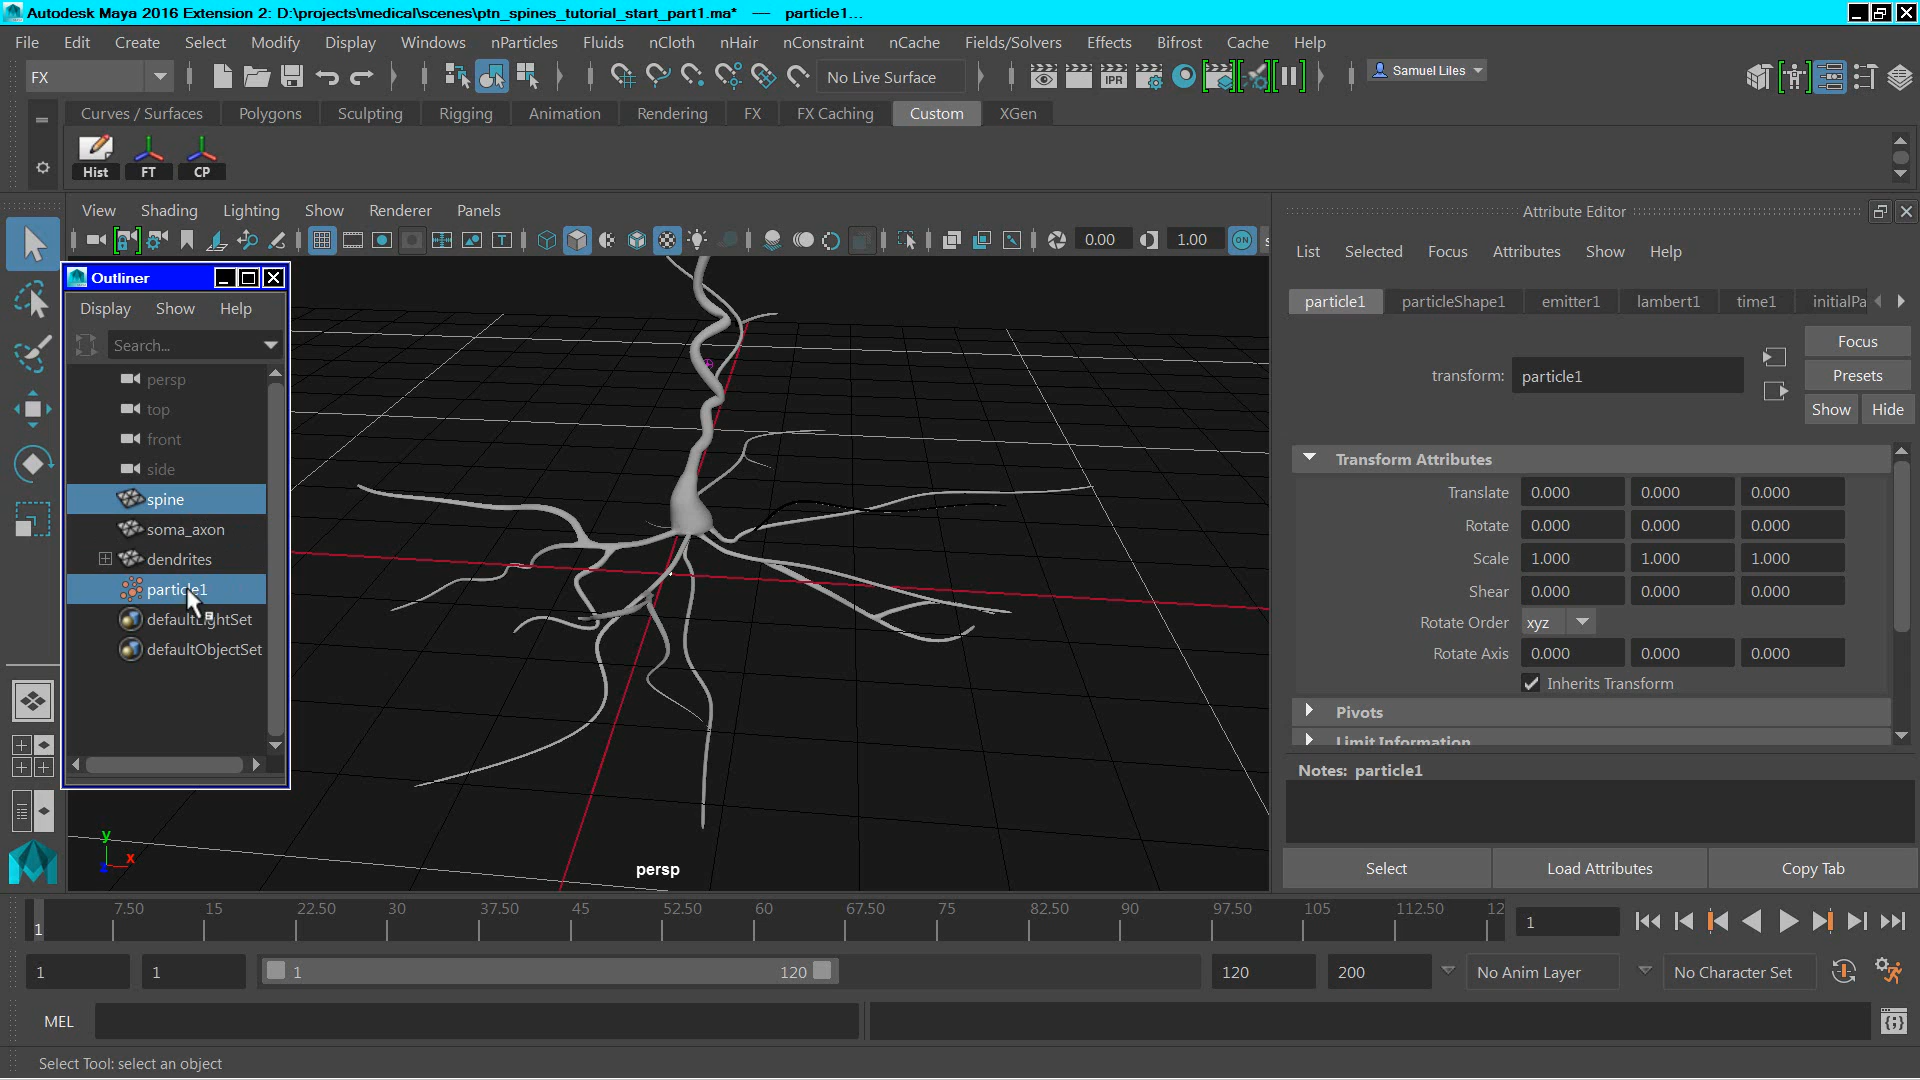 Autodesk Maya 2016 Extension 2: D:\projects\medical\scenes\ptn_spines_tutorial_start_part1.ma* — particle1...
File Edit Create Select Modify Display Windows nParticles Fluids nCloth nHair nConstraint nCache Fields/Solvers Effects Bifrost Cache Help
FX No Live Surface IPR Samuel Liles
Curves / Surfaces Polygons Sculpting Rigging Animation Rendering FX FX Caching Custom XGen
Hist FT CP
View Shading Lighting Show Renderer Panels
0.00 1.00 ON
Outliner
Display Show Help
Search...
persp
top
front
side
spine
soma_axon
dendrites
particle1
defaultLightSet
defaultObjectSet
y
x
persp
Attribute Editor
List Selected Focus Attributes Show Help
particle1 particleShape1 emitter1 lambert1 time1 initialPa
transform: particle1
Focus
Presets
Show Hide
Transform Attributes
Translate 0.000 0.000 0.000
Rotate 0.000 0.000 0.000
Scale 1.000 1.000 1.000
Shear 0.000 0.000 0.000
Rotate Order xyz
Rotate Axis 0.000 0.000 0.000
Inherits Transform
Pivots
Limit Information
Notes: particle1
Select Load Attributes Copy Tab
1 7.50 15 22.50 30 37.50 45 52.50 60 67.50 75 82.50 90 97.50 105 112.50 12 1
1 1 1 120 120 200 No Anim Layer No Character Set
MEL
Select Tool: select an object